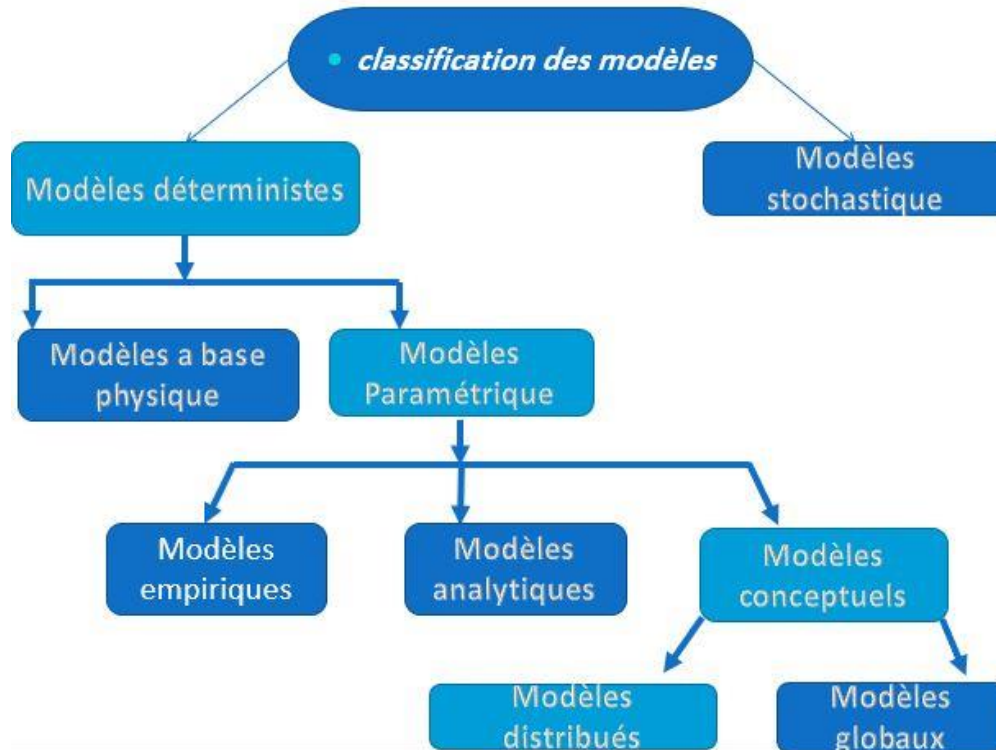 • classification des modèles
Modèles déterministes
Modèles
stochastique
Modèles a base
physique
Modèles
Paramétrique
Modèles
empiriques
Modèles
analytiques
Modèles
conceptuels
Modèles
distribués
Modèles
globaux